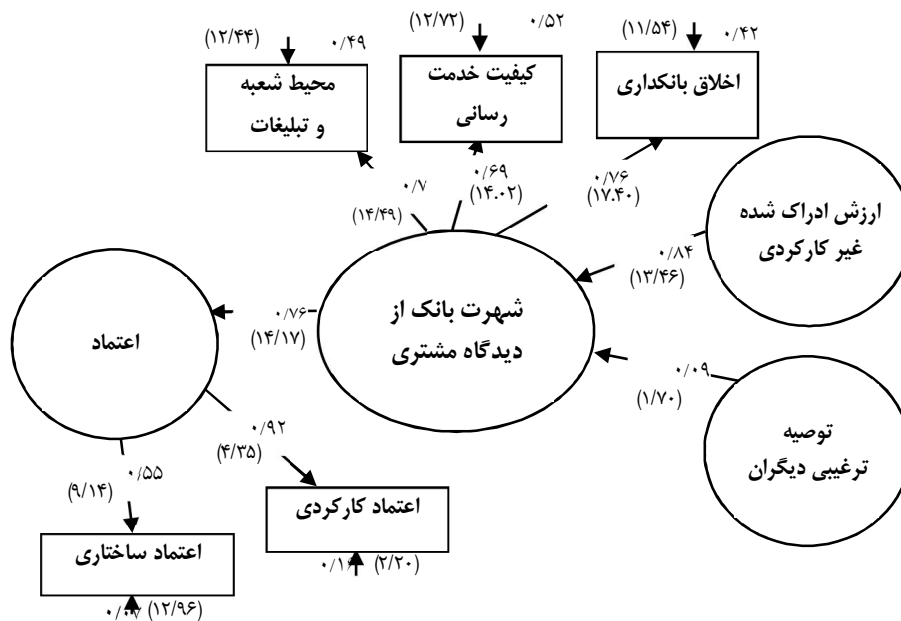 (۱۲/۴۴) ۰/۴۹
(۱۲/۷۲) ۰/۵۲
(۱۱/۵۴) ۰/۴۲
محیط شعبه
و تبلیغات
کیفیت خدمت
رسانی
اخلاق بانکداری
۰/۷
(۱۴/۴۹)
۰/۶۹
(۱۴.۰۲)
۰/۷۶
(۱۷.۴۰)
ارزش ادراک شده
غیر کارکردی
۰/۸۴
(۱۳/۴۶)
شهرت بانک از
دیدگاه مشتری
۰/۷۶
(۱۴/۱۷)
اعتماد
۰/۰۹
(۱/۷۰)
توصیه
ترغیبی دیگران
۰/۹۲
(۴/۳۵)
۰/۵۵
(۹/۱۴)
اعتماد کارکردی
(۲/۲۰)
اعتماد ساختاری
(۱۲/۹۶)